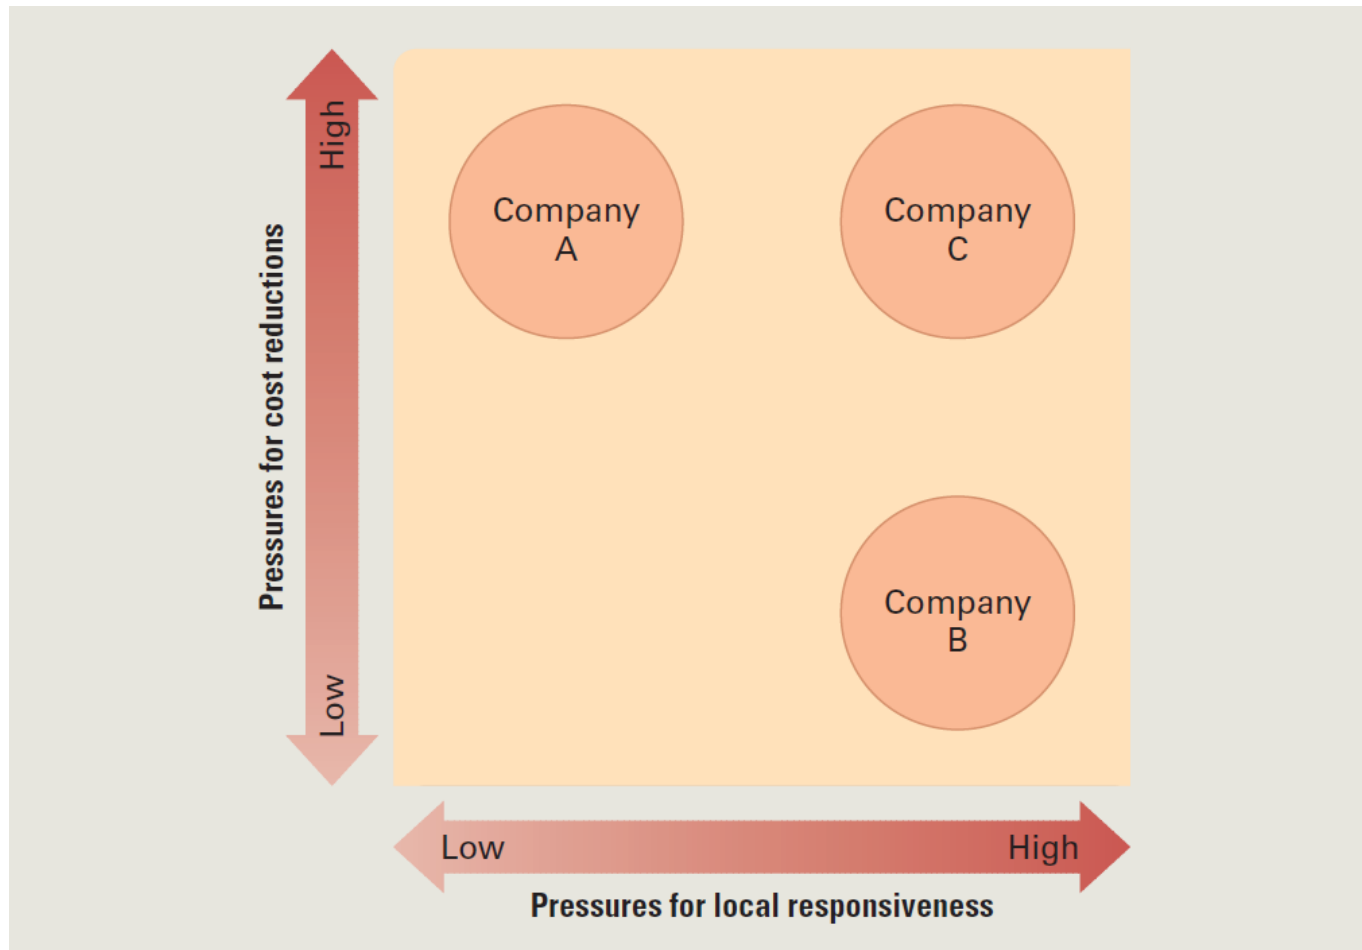 High
Company
A
Company
C
Pressures for cost reductions
Company
B
Low
Low
High
Pressures for local responsiveness